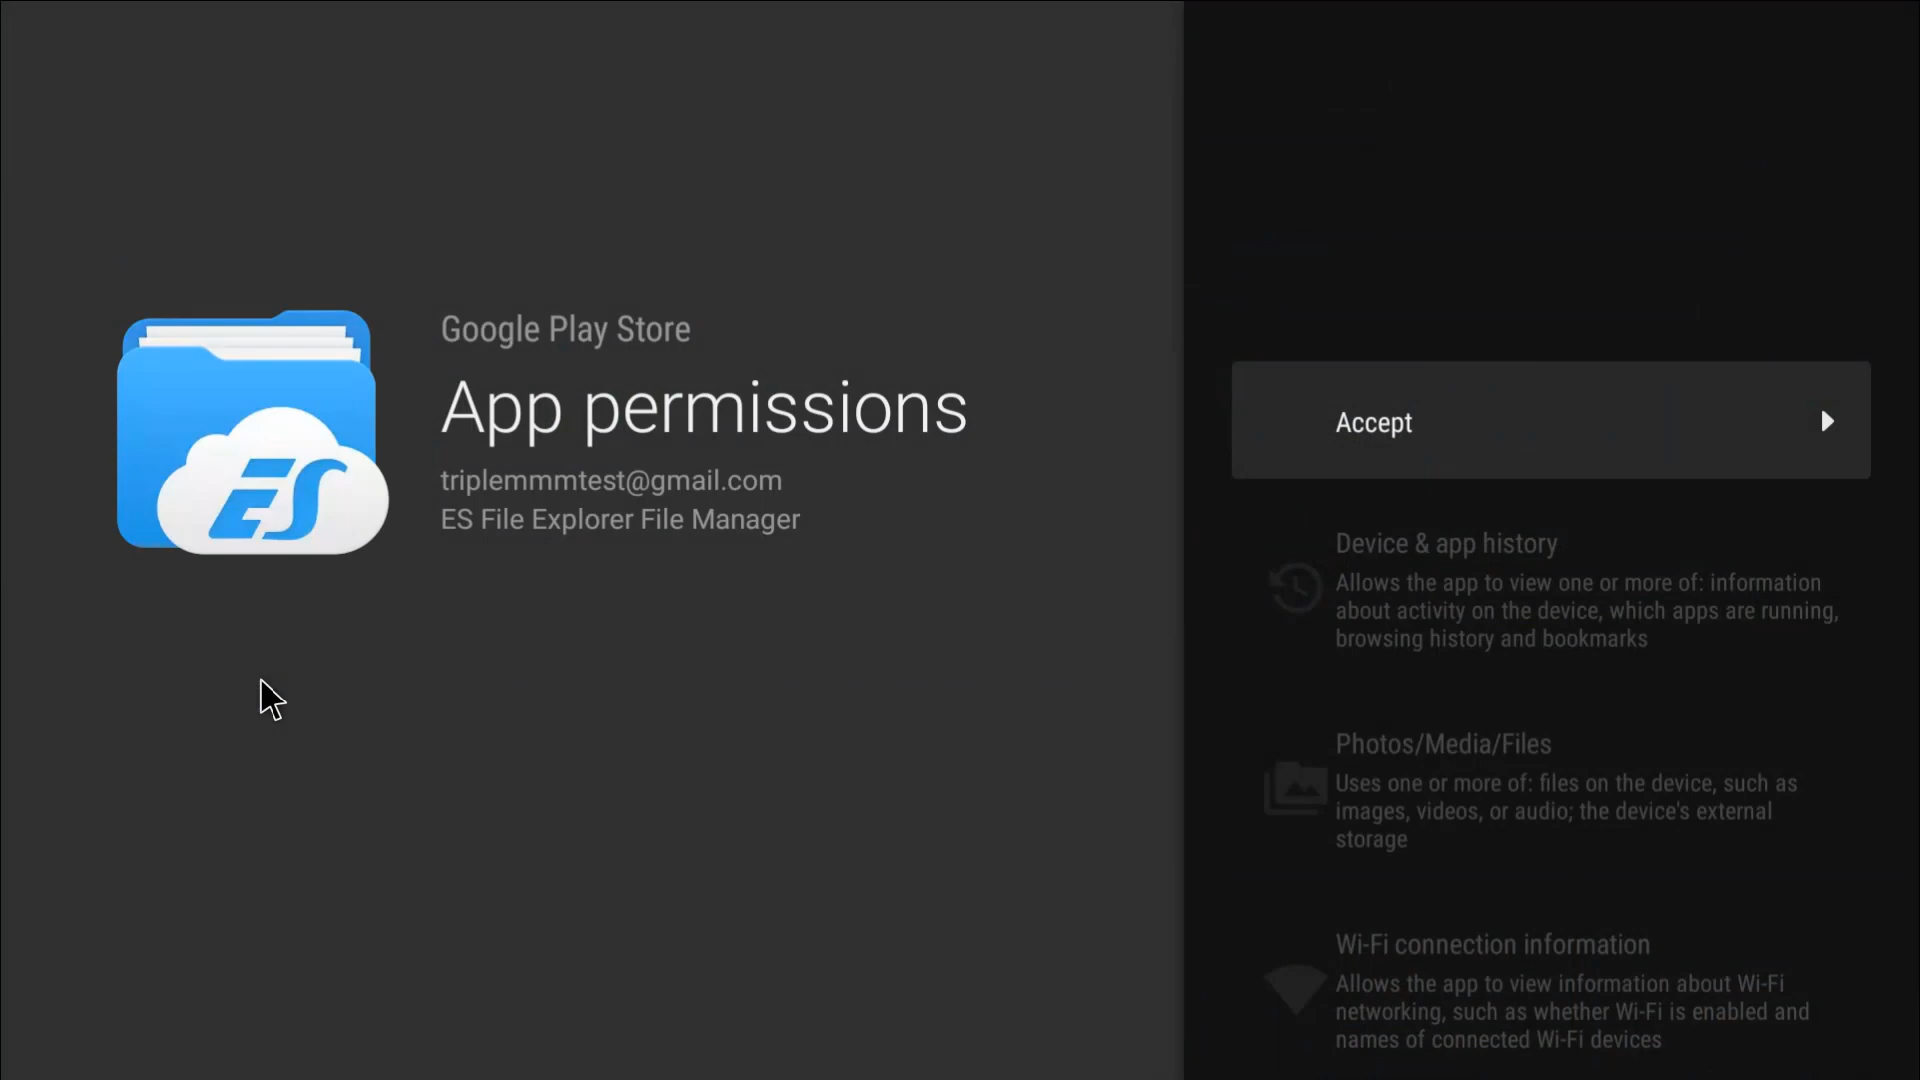 Google Play Store
App permissions
triplemmmtest@gmail.com
ES File Explorer File Manager
ES
Accept
Device & app history
Allows the app to view one or more of: information
about activity on the device, which apps are running,
browsing history and bookmarks
Photos/Media/Files
Uses one or more of: files on the device, such as
images, videos, or audio; the device's external
storage
Wi-Fi connection information
Allows the app to view information about Wi-Fi
networking, such as whether Wi-Fi is enabled and
names of connected Wi-Fi devices